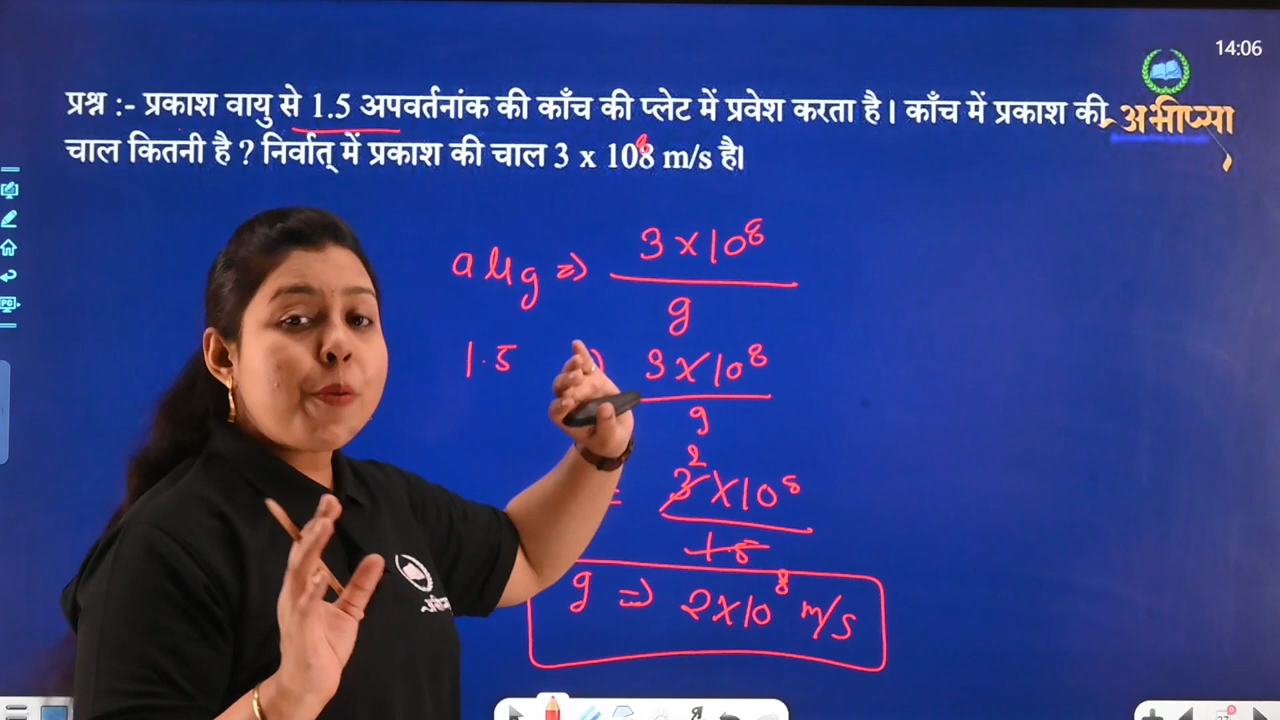 14:06
प्रश्न :- प्रकाश वायु से 1.5 अपवर्तनांक की काँच की प्लेट में प्रवेश करता है। काँच में प्रकाश की
अभीप्सा
चाल कितनी है ? निर्वात् में प्रकाश की चाल 3 x 108 m/s है।
8
aμg ⇒ 3×10⁸
g
1.5 3×10⁸
g
2
= 3×10⁸
1.5
g ⇒ 2×10⁸ m/s